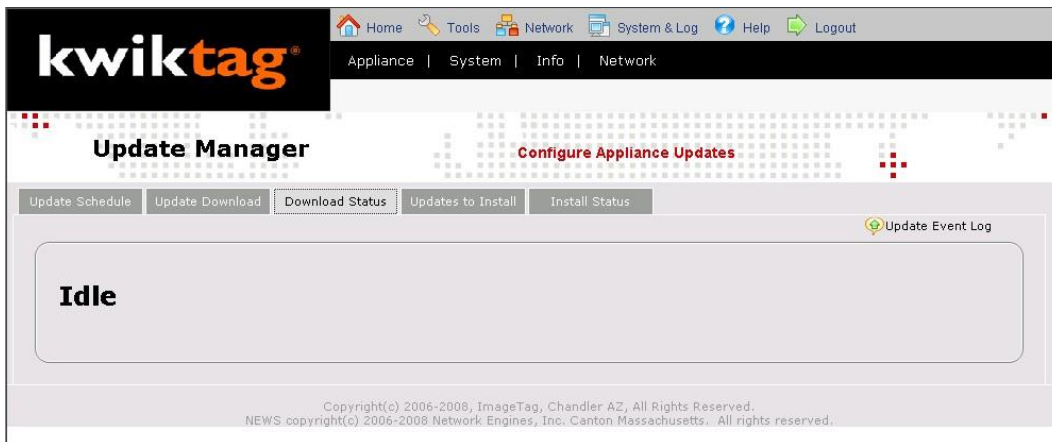 Home Tools Network System & Log Help Logout
kwiktag®
Appliance | System | Info | Network
Update Manager
Configure Appliance Updates
Update Schedule Update Download Download Status Updates to Install Install Status
Update Event Log
Idle
Copyright(c) 2006-2008, ImageTag, Chandler AZ, All Rights Reserved.
NEWS copyright(c) 2006-2008 Network Engines, Inc. Canton Massachusetts. All rights reserved.